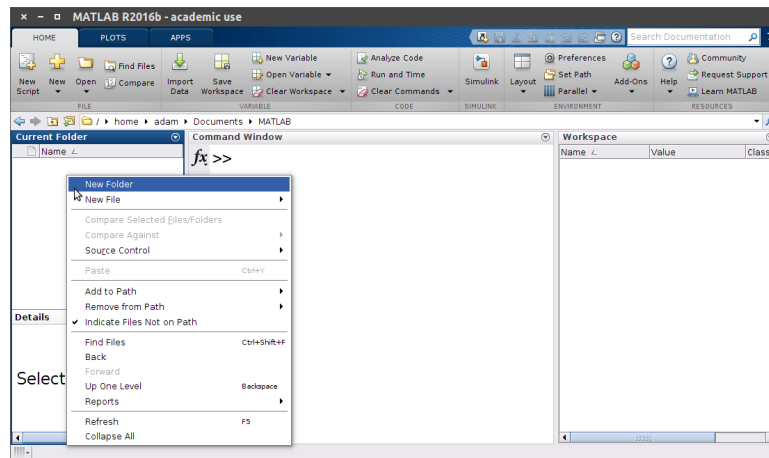 MATLAB R2016b - academic use
HOME PLOTS APPS Search Documentation
New Script
New
Open
Find Files
Compare
Import Data
Save Workspace
New Variable
Open Variable
Clear Workspace
Analyze Code
Run and Time
Clear Commands
Simulink
Layout
Preferences
Set Path
Parallel
Add-Ons
Help
Community
Request Support
Learn MATLAB
FILE VARIABLE CODE SIMULINK ENVIRONMENT RESOURCES
/ home adam Documents MATLAB
Current Folder
Name
Command Window
fx >>
Workspace
Name Value Class
New Folder
New File
Compare Selected Files/Folders
Compare Against
Source Control
Paste Ctrl+Y
Add to Path
Remove from Path
Indicate Files Not on Path
Find Files Ctrl+Shift+F
Back
Forward
Up One Level Backspace
Reports
Refresh F5
Collapse All
Details
Select